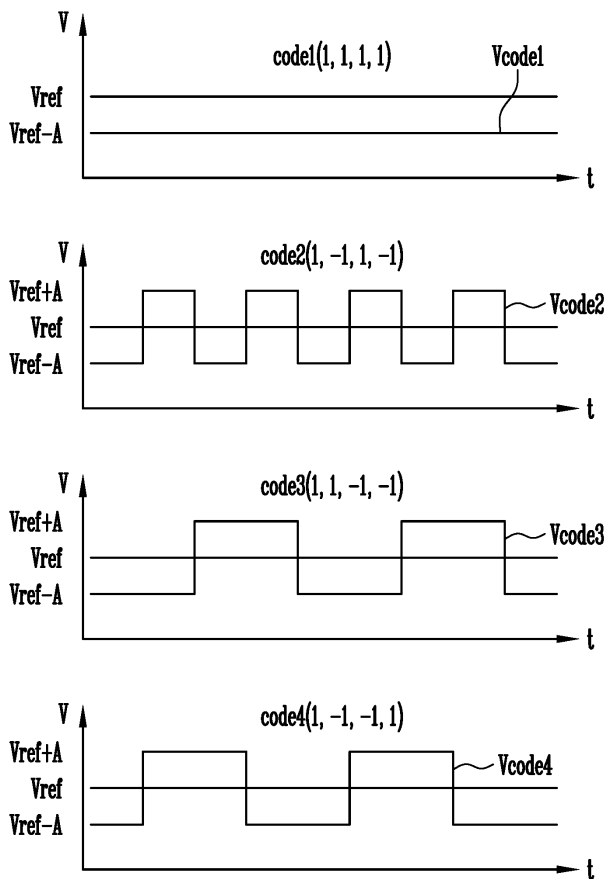 V
code1(1, 1, 1, 1)
Vcode1
Vref
Vref-A
t
V
code2(1, -1, 1, -1)
Vref+A
Vcode2
Vref
Vref-A
t
V
code3(1, 1, -1, -1)
Vref+A
Vcode3
Vref
Vref-A
t
V
code4(1, -1, -1, 1)
Vref+A
Vcode4
Vref
Vref-A
t